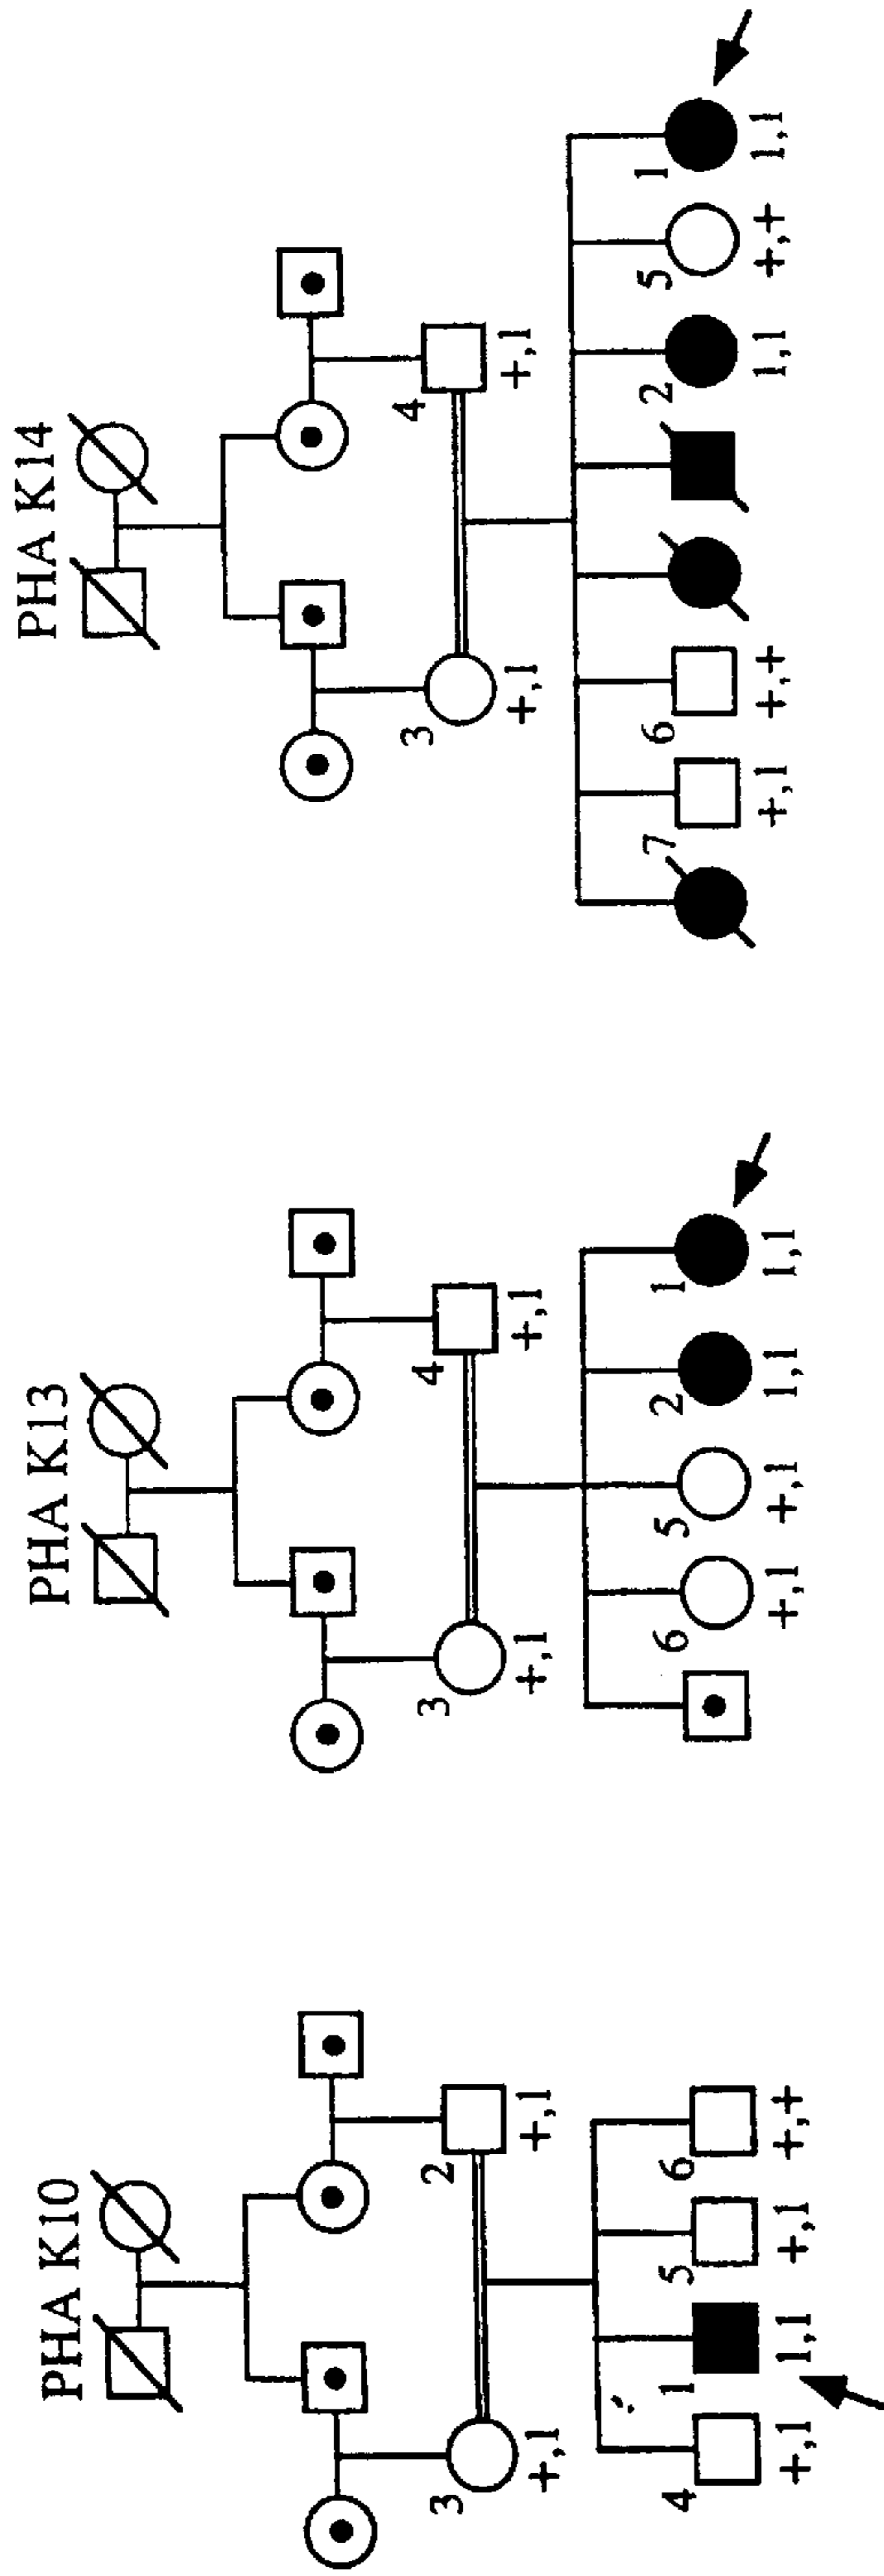 PHA K10
3 2
+,1 +,1
4 1 5 6
+,1 1,1 +,1 +,+
PHA K13
3 4
+,1 +,1
6 5 2 1
+,1 +,1 1,1 1,1
PHA K14
3 4
+,1 +,1
7 6 2 5 1
+,1 +,+ 1,1 +,+ 1,1